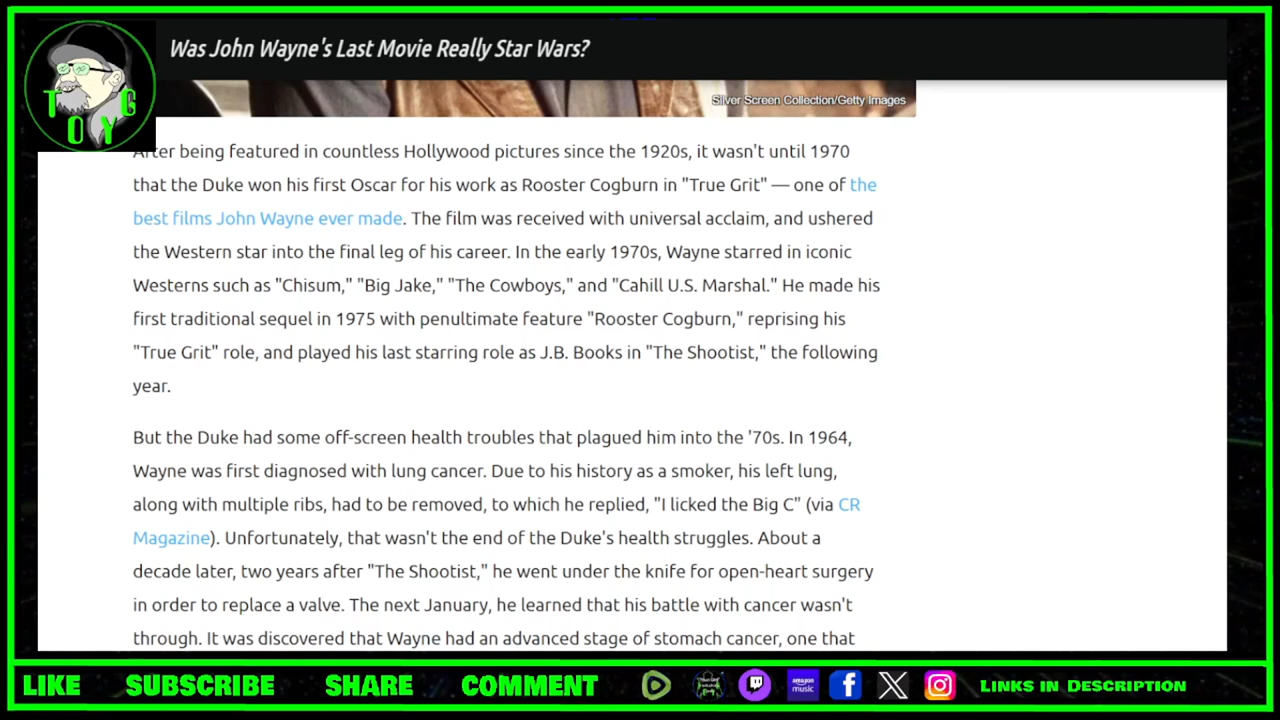 Was John Wayne's Last Movie Really Star Wars?
Silver Screen Collection/Getty Images
T G
O Y
After being featured in countless Hollywood pictures since the 1920s, it wasn't until 1970
that the Duke won his first Oscar for his work as Rooster Cogburn in "True Grit" — one of the
best films John Wayne ever made. The film was received with universal acclaim, and ushered
the Western star into the final leg of his career. In the early 1970s, Wayne starred in iconic
Westerns such as "Chisum," "Big Jake," "The Cowboys," and "Cahill U.S. Marshal." He made his
first traditional sequel in 1975 with penultimate feature "Rooster Cogburn," reprising his
"True Grit" role, and played his last starring role as J.B. Books in "The Shootist," the following
year.
But the Duke had some off-screen health troubles that plagued him into the '70s. In 1964,
Wayne was first diagnosed with lung cancer. Due to his history as a smoker, his left lung,
along with multiple ribs, had to be removed, to which he replied, "I licked the Big C" (via CR
Magazine). Unfortunately, that wasn't the end of the Duke's health struggles. About a
decade later, two years after "The Shootist," he went under the knife for open-heart surgery
in order to replace a valve. The next January, he learned that his battle with cancer wasn't
through. It was discovered that Wayne had an advanced stage of stomach cancer, one that
LIKE SUBSCRIBE SHARE COMMENT amazon music Links in Description